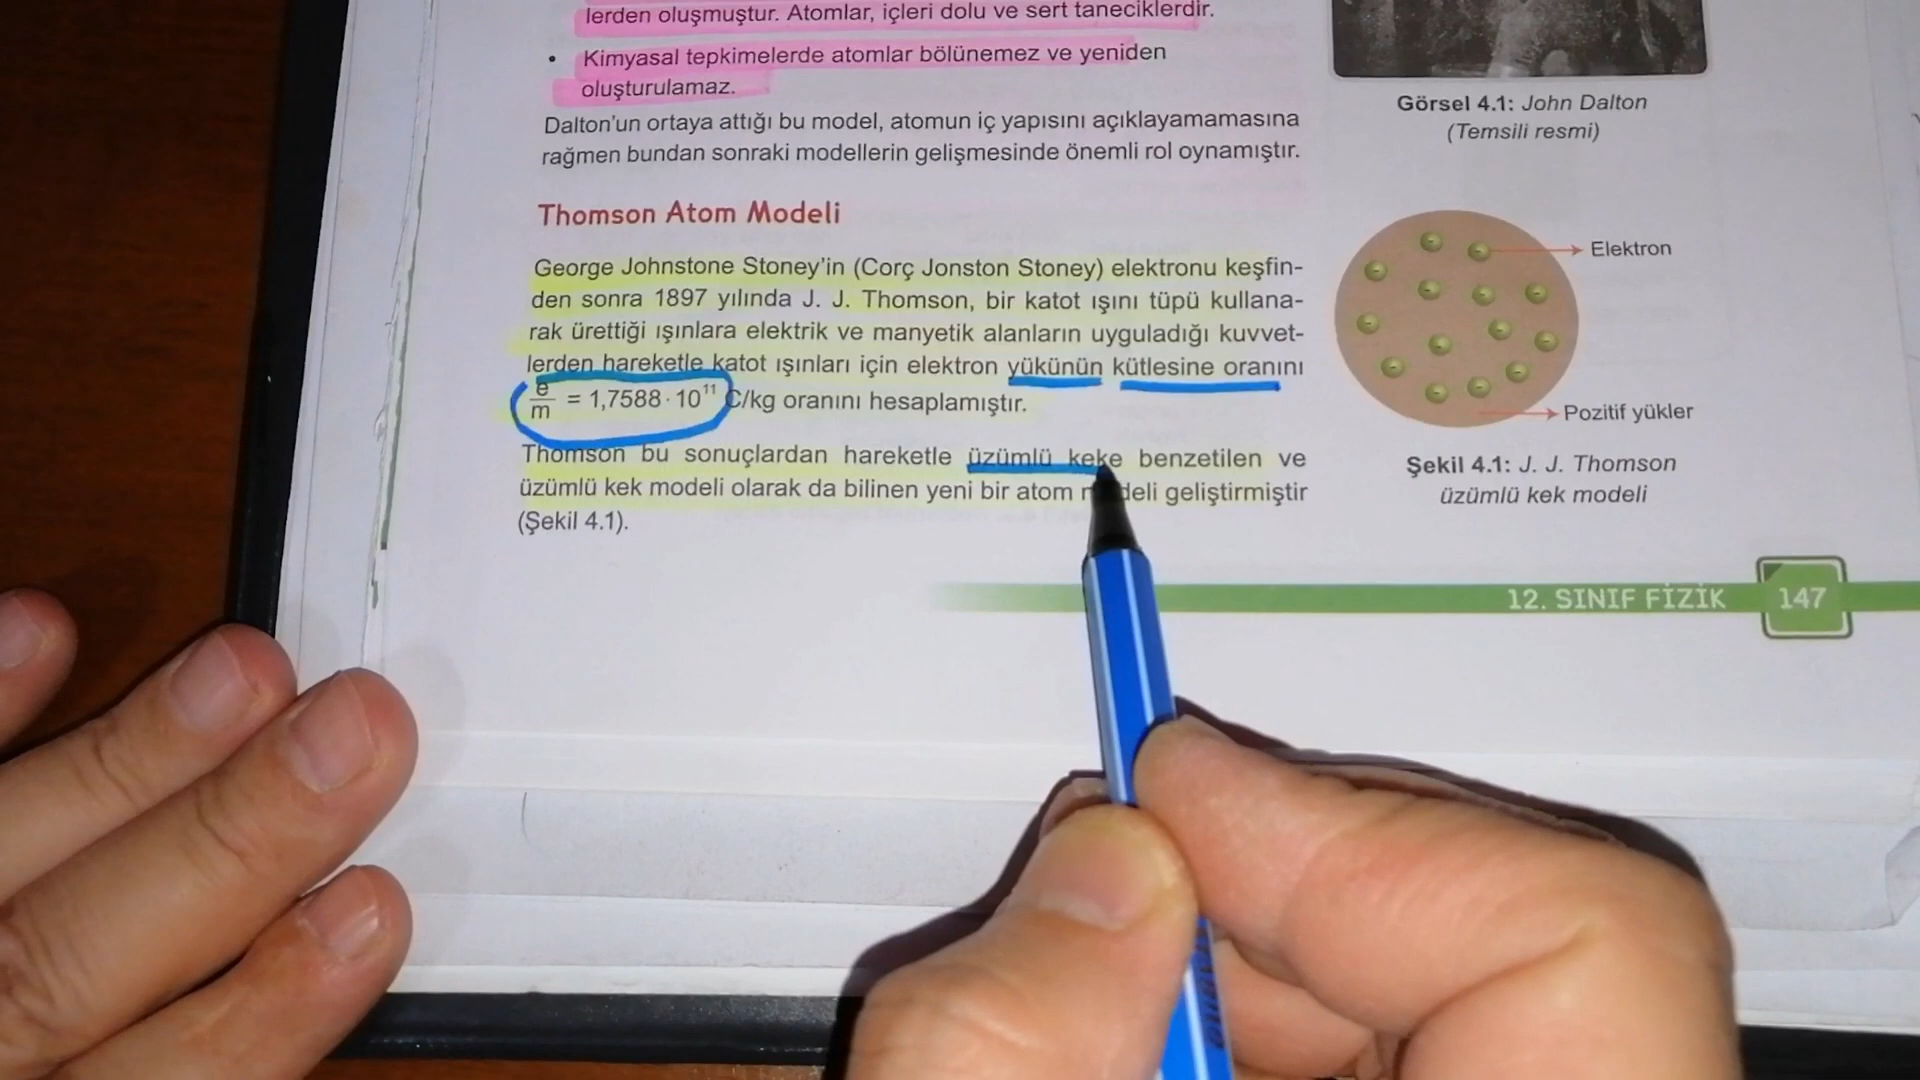 lerden oluşmuştur. Atomlar, içleri dolu ve sert taneciklerdir.
• Kimyasal tepkimelerde atomlar bölünemez ve yeniden
oluşturulamaz.
Dalton'un ortaya attığı bu model, atomun iç yapısını açıklayamamasına
rağmen bundan sonraki modellerin gelişmesinde önemli rol oynamıştır.
Thomson Atom Modeli
George Johnstone Stoney'in (Corç Jonston Stoney) elektronu keşfin-
den sonra 1897 yılında J. J. Thomson, bir katot ışını tüpü kullana-
rak ürettiği ışınlara elektrik ve manyetik alanların uyguladığı kuvvet-
lerden hareketle katot ışınları için elektron yükünün kütlesine oranını
e/m = 1,7588 · 10¹¹ C/kg oranını hesaplamıştır.
Thomson bu sonuçlardan hareketle üzümlü keke benzetilen ve
üzümlü kek modeli olarak da bilinen yeni bir atom geliştirmiştir
(Şekil 4.1).
Görsel 4.1: John Dalton
(Temsili resmi)
Elektron
Pozitif yükler
Şekil 4.1: J. J. Thomson
üzümlü kek modeli
12. SINIF FİZİK 147